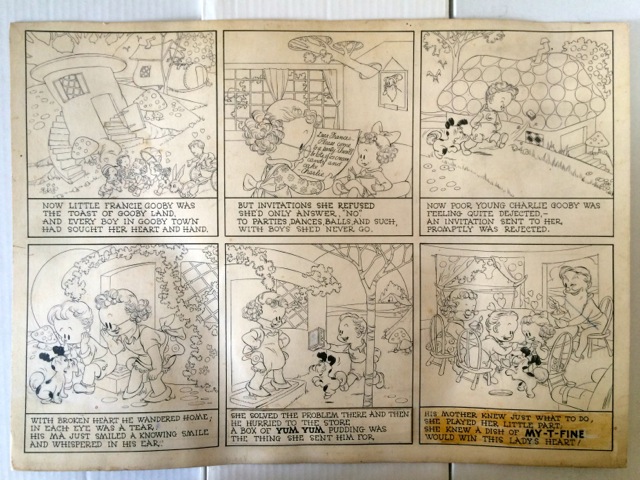 NOW LITTLE FRANCIE GOOBY WAS
THE TOAST OF GOOBY LAND,
AND EVERY BOY IN GOOBY TOWN
HAD SOUGHT HER HEART AND HAND.
Dear Francie
Please come
Charlie
BUT INVITATIONS SHE REFUSED
SHE'D ONLY ANSWER, "NO"
TO PARTIES, DANCES, BALLS, AND SUCH,
WITH BOYS SHE'D NEVER GO.
NOW POOR YOUNG CHARLIE GOOBY WAS
FEELING QUITE DEJECTED,—
AN INVITATION SENT TO HER,
PROMPTLY WAS REJECTED.
WITH BROKEN HEART HE WANDERED HOME;
IN EACH EYE WAS A TEAR;
HIS MA JUST SMILED A KNOWING SMILE
AND WHISPERED IN HIS EAR,
SHE SOLVED THE PROBLEM THERE AND THEN
HE HURRIED TO THE STORE
A BOX OF YUM YUM PUDDING WAS
THE THING SHE SENT HIM FOR,
HIS MOTHER KNEW JUST WHAT TO DO,
SHE PLAYED HER LITTLE PART,
SHE KNEW A DISH OF MY-T-FINE
WOULD WIN THIS LADY'S HEART!